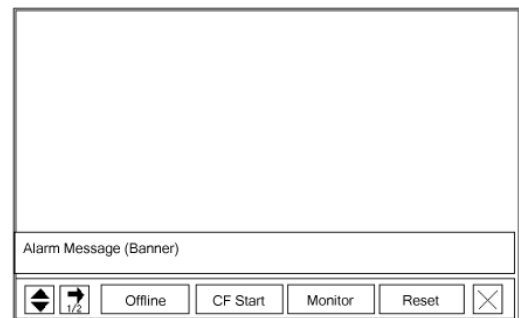 Alarm Message (Banner)
1/2 Offline CF Start Monitor Reset